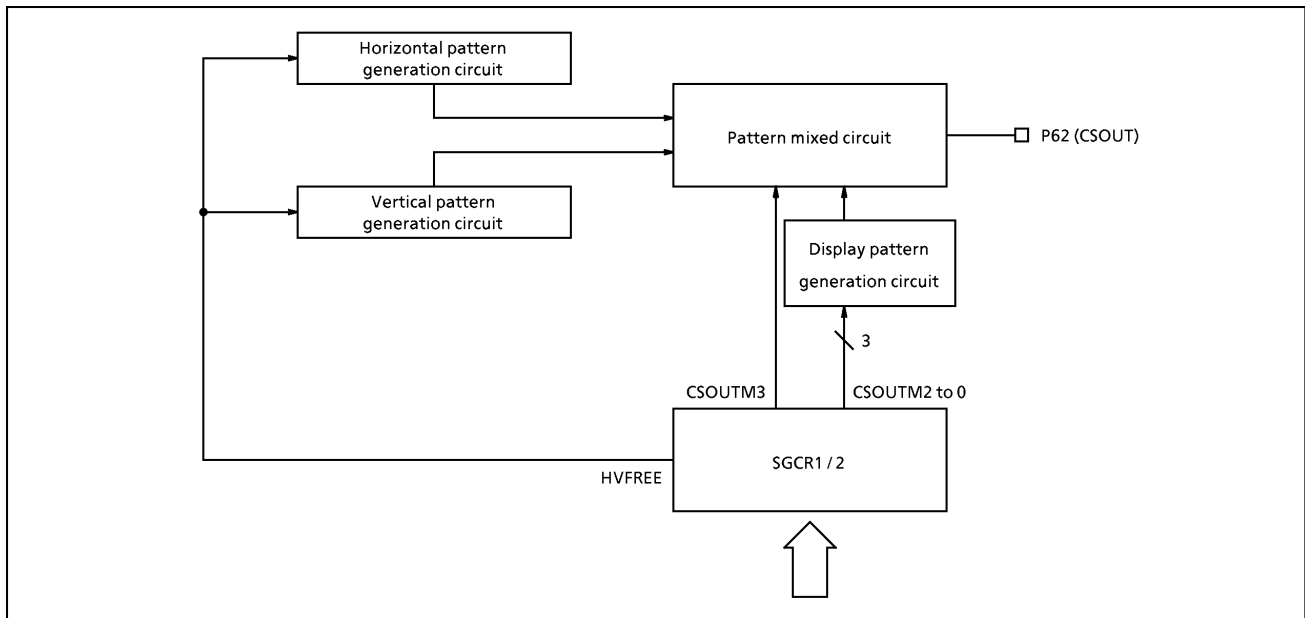 Horizontal pattern
generation circuit
Pattern mixed circuit
P62 (CSOUT)
Vertical pattern
generation circuit
Display pattern
generation circuit
3
CSOUTM3
CSOUTM2 to 0
SGCR1 / 2
HVFREE